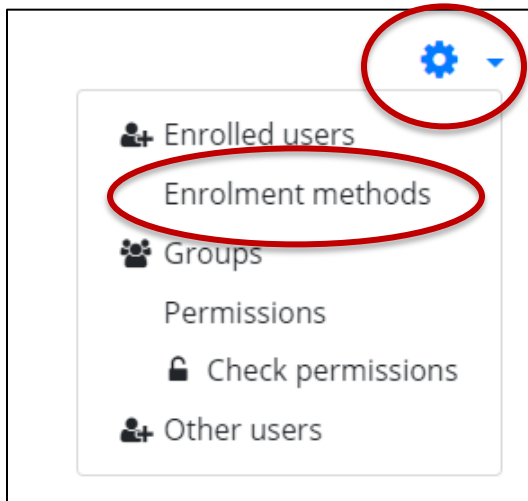 Enrolled users
Enrolment methods
Groups
Permissions
Check permissions
Other users